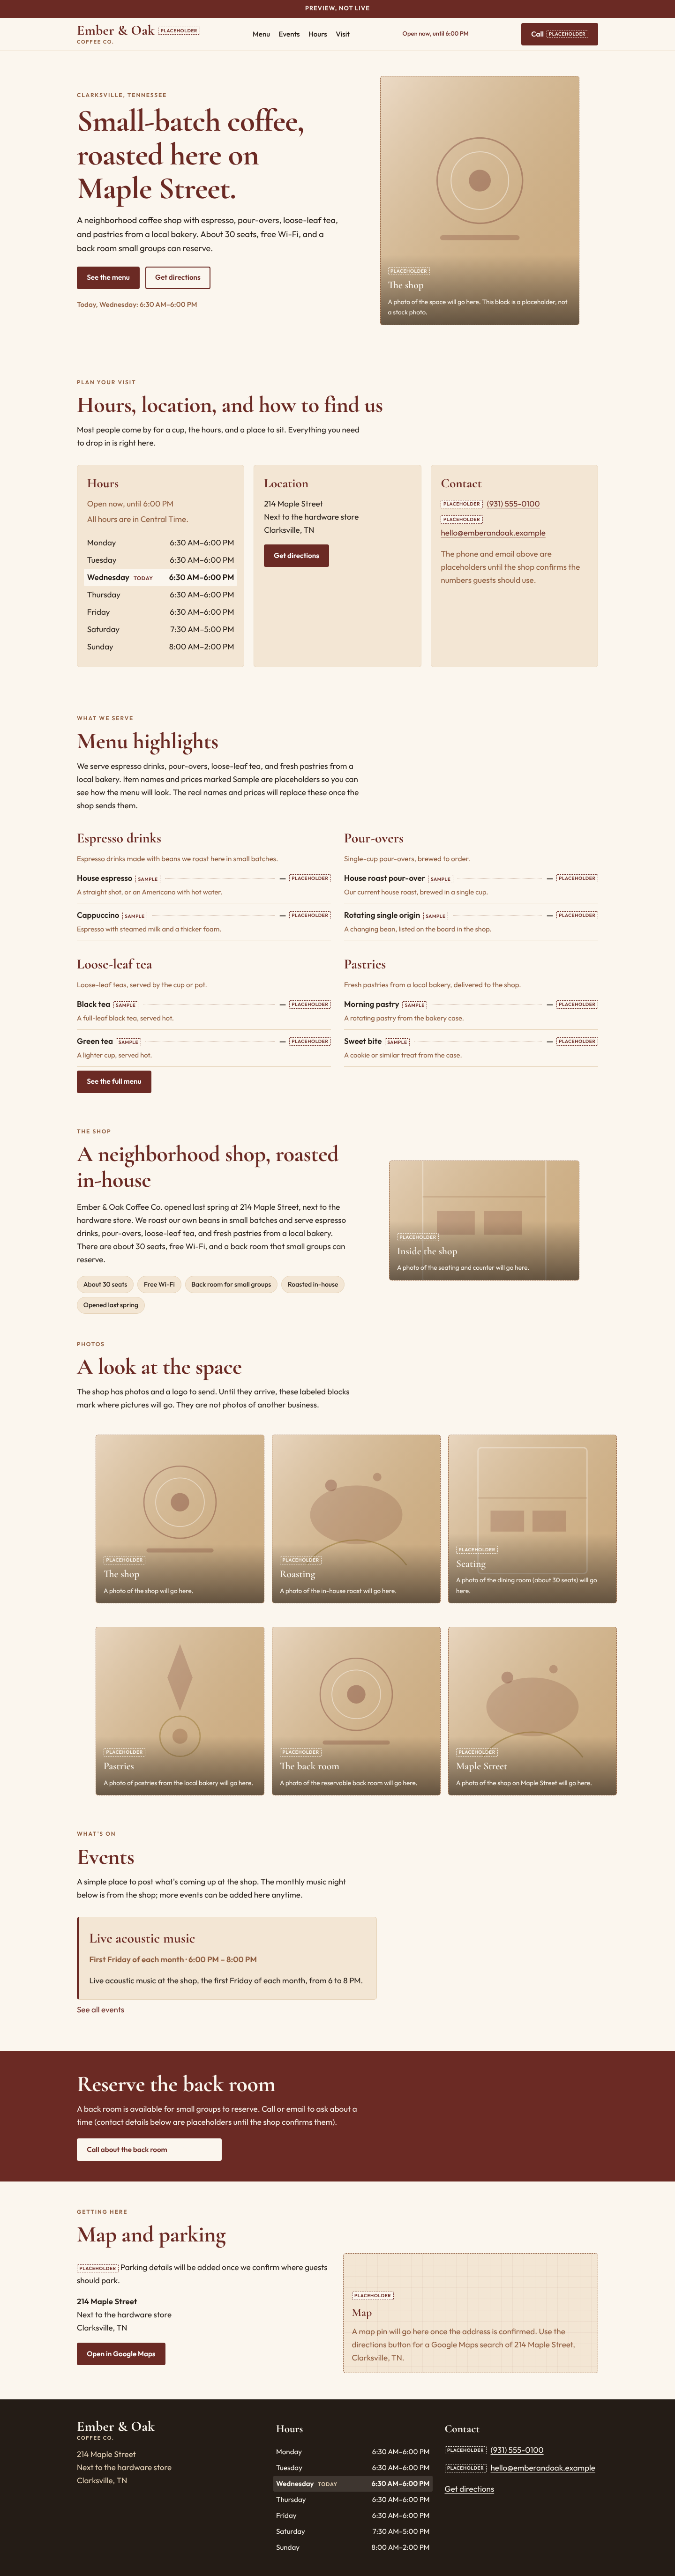 PREVIEW, NOT LIVE
Ember & Oak PLACEHOLDER
COFFEE CO.
Menu Events Hours Visit
Open now, until 6:00 PM
Call PLACEHOLDER
CLARKSVILLE, TENNESSEE
Small-batch coffee,
roasted here on
Maple Street.
A neighborhood coffee shop with espresso, pour-overs, loose-leaf tea,
and pastries from a local bakery. About 30 seats, free Wi-Fi, and a
back room small groups can reserve.
See the menu
Get directions
Today, Wednesday: 6:30 AM–6:00 PM
PLACEHOLDER
The shop
A photo of the space will go here. This block is a placeholder, not
a stock photo.
PLAN YOUR VISIT
Hours, location, and how to find us
Most people come by for a cup, the hours, and a place to sit. Everything you need
to drop in is right here.
Hours
Open now, until 6:00 PM
All hours are in Central Time.
Monday 6:30 AM–6:00 PM
Tuesday 6:30 AM–6:00 PM
Wednesday TODAY 6:30 AM–6:00 PM
Thursday 6:30 AM–6:00 PM
Friday 6:30 AM–6:00 PM
Saturday 7:30 AM–5:00 PM
Sunday 8:00 AM–2:00 PM
Location
214 Maple Street
Next to the hardware store
Clarksville, TN
Get directions
Contact
PLACEHOLDER (931) 555-0100
PLACEHOLDER
hello@emberandoak.example
The phone and email above are
placeholders until the shop confirms the
numbers guests should use.
WHAT WE SERVE
Menu highlights
We serve espresso drinks, pour-overs, loose-leaf tea, and fresh pastries from a
local bakery. Item names and prices marked Sample are placeholders so you can
see how the menu will look. The real names and prices will replace these once the
shop sends them.
Espresso drinks
Espresso drinks made with beans we roast here in small batches.
House espresso SAMPLE — PLACEHOLDER
A straight shot, or an Americano with hot water.
Cappuccino SAMPLE — PLACEHOLDER
Espresso with steamed milk and a thicker foam.
Pour-overs
Single-cup pour-overs, brewed to order.
House roast pour-over SAMPLE — PLACEHOLDER
Our current house roast, brewed in a single cup.
Rotating single origin SAMPLE — PLACEHOLDER
A changing bean, listed on the board in the shop.
Loose-leaf tea
Loose-leaf teas, served by the cup or pot.
Black tea SAMPLE — PLACEHOLDER
A full-leaf black tea, served hot.
Green tea SAMPLE — PLACEHOLDER
A lighter cup, served hot.
Pastries
Fresh pastries from a local bakery, delivered to the shop.
Morning pastry SAMPLE — PLACEHOLDER
A rotating pastry from the bakery case.
Sweet bite SAMPLE — PLACEHOLDER
A cookie or similar treat from the case.
See the full menu
THE SHOP
A neighborhood shop, roasted
in-house
Ember & Oak Coffee Co. opened last spring at 214 Maple Street, next to the
hardware store. We roast our own beans in small batches and serve espresso
drinks, pour-overs, loose-leaf tea, and fresh pastries from a local bakery.
There are about 30 seats, free Wi-Fi, and a back room that small groups can
reserve.
About 30 seats
Free Wi-Fi
Back room for small groups
Roasted in-house
Opened last spring
PLACEHOLDER
Inside the shop
A photo of the seating and counter will go here.
PHOTOS
A look at the space
The shop has photos and a logo to send. Until they arrive, these labeled blocks
mark where pictures will go. They are not photos of another business.
PLACEHOLDER
The shop
A photo of the shop will go here.
PLACEHOLDER
Roasting
A photo of the in-house roast will go here.
PLACEHOLDER
Seating
A photo of the dining room (about 30 seats) will go
here.
PLACEHOLDER
Pastries
A photo of pastries from the local bakery will go here.
PLACEHOLDER
The back room
A photo of the reservable back room will go here.
PLACEHOLDER
Maple Street
A photo of the shop on Maple Street will go here.
WHAT'S ON
Events
A simple place to post what's coming up at the shop. The monthly music night
below is from the shop; more events can be added here anytime.
Live acoustic music
First Friday of each month · 6:00 PM – 8:00 PM
Live acoustic music at the shop, the first Friday of each month, from 6 to 8 PM.
See all events
Reserve the back room
A back room is available for small groups to reserve. Call or email to ask about a
time (contact details below are placeholders until the shop confirms them).
Call about the back room
GETTING HERE
Map and parking
PLACEHOLDER Parking details will be added once we confirm where guests
should park.
214 Maple Street
Next to the hardware store
Clarksville, TN
Open in Google Maps
PLACEHOLDER
Map
A map pin will go here once the address is confirmed. Use the
directions button for a Google Maps search of 214 Maple Street,
Clarksville, TN.
Ember & Oak
COFFEE CO.
214 Maple Street
Next to the hardware store
Clarksville, TN
Hours
Monday 6:30 AM–6:00 PM
Tuesday 6:30 AM–6:00 PM
Wednesday TODAY 6:30 AM–6:00 PM
Thursday 6:30 AM–6:00 PM
Friday 6:30 AM–6:00 PM
Saturday 7:30 AM–5:00 PM
Sunday 8:00 AM–2:00 PM
Contact
PLACEHOLDER (931) 555-0100
PLACEHOLDER hello@emberandoak.example
Get directions